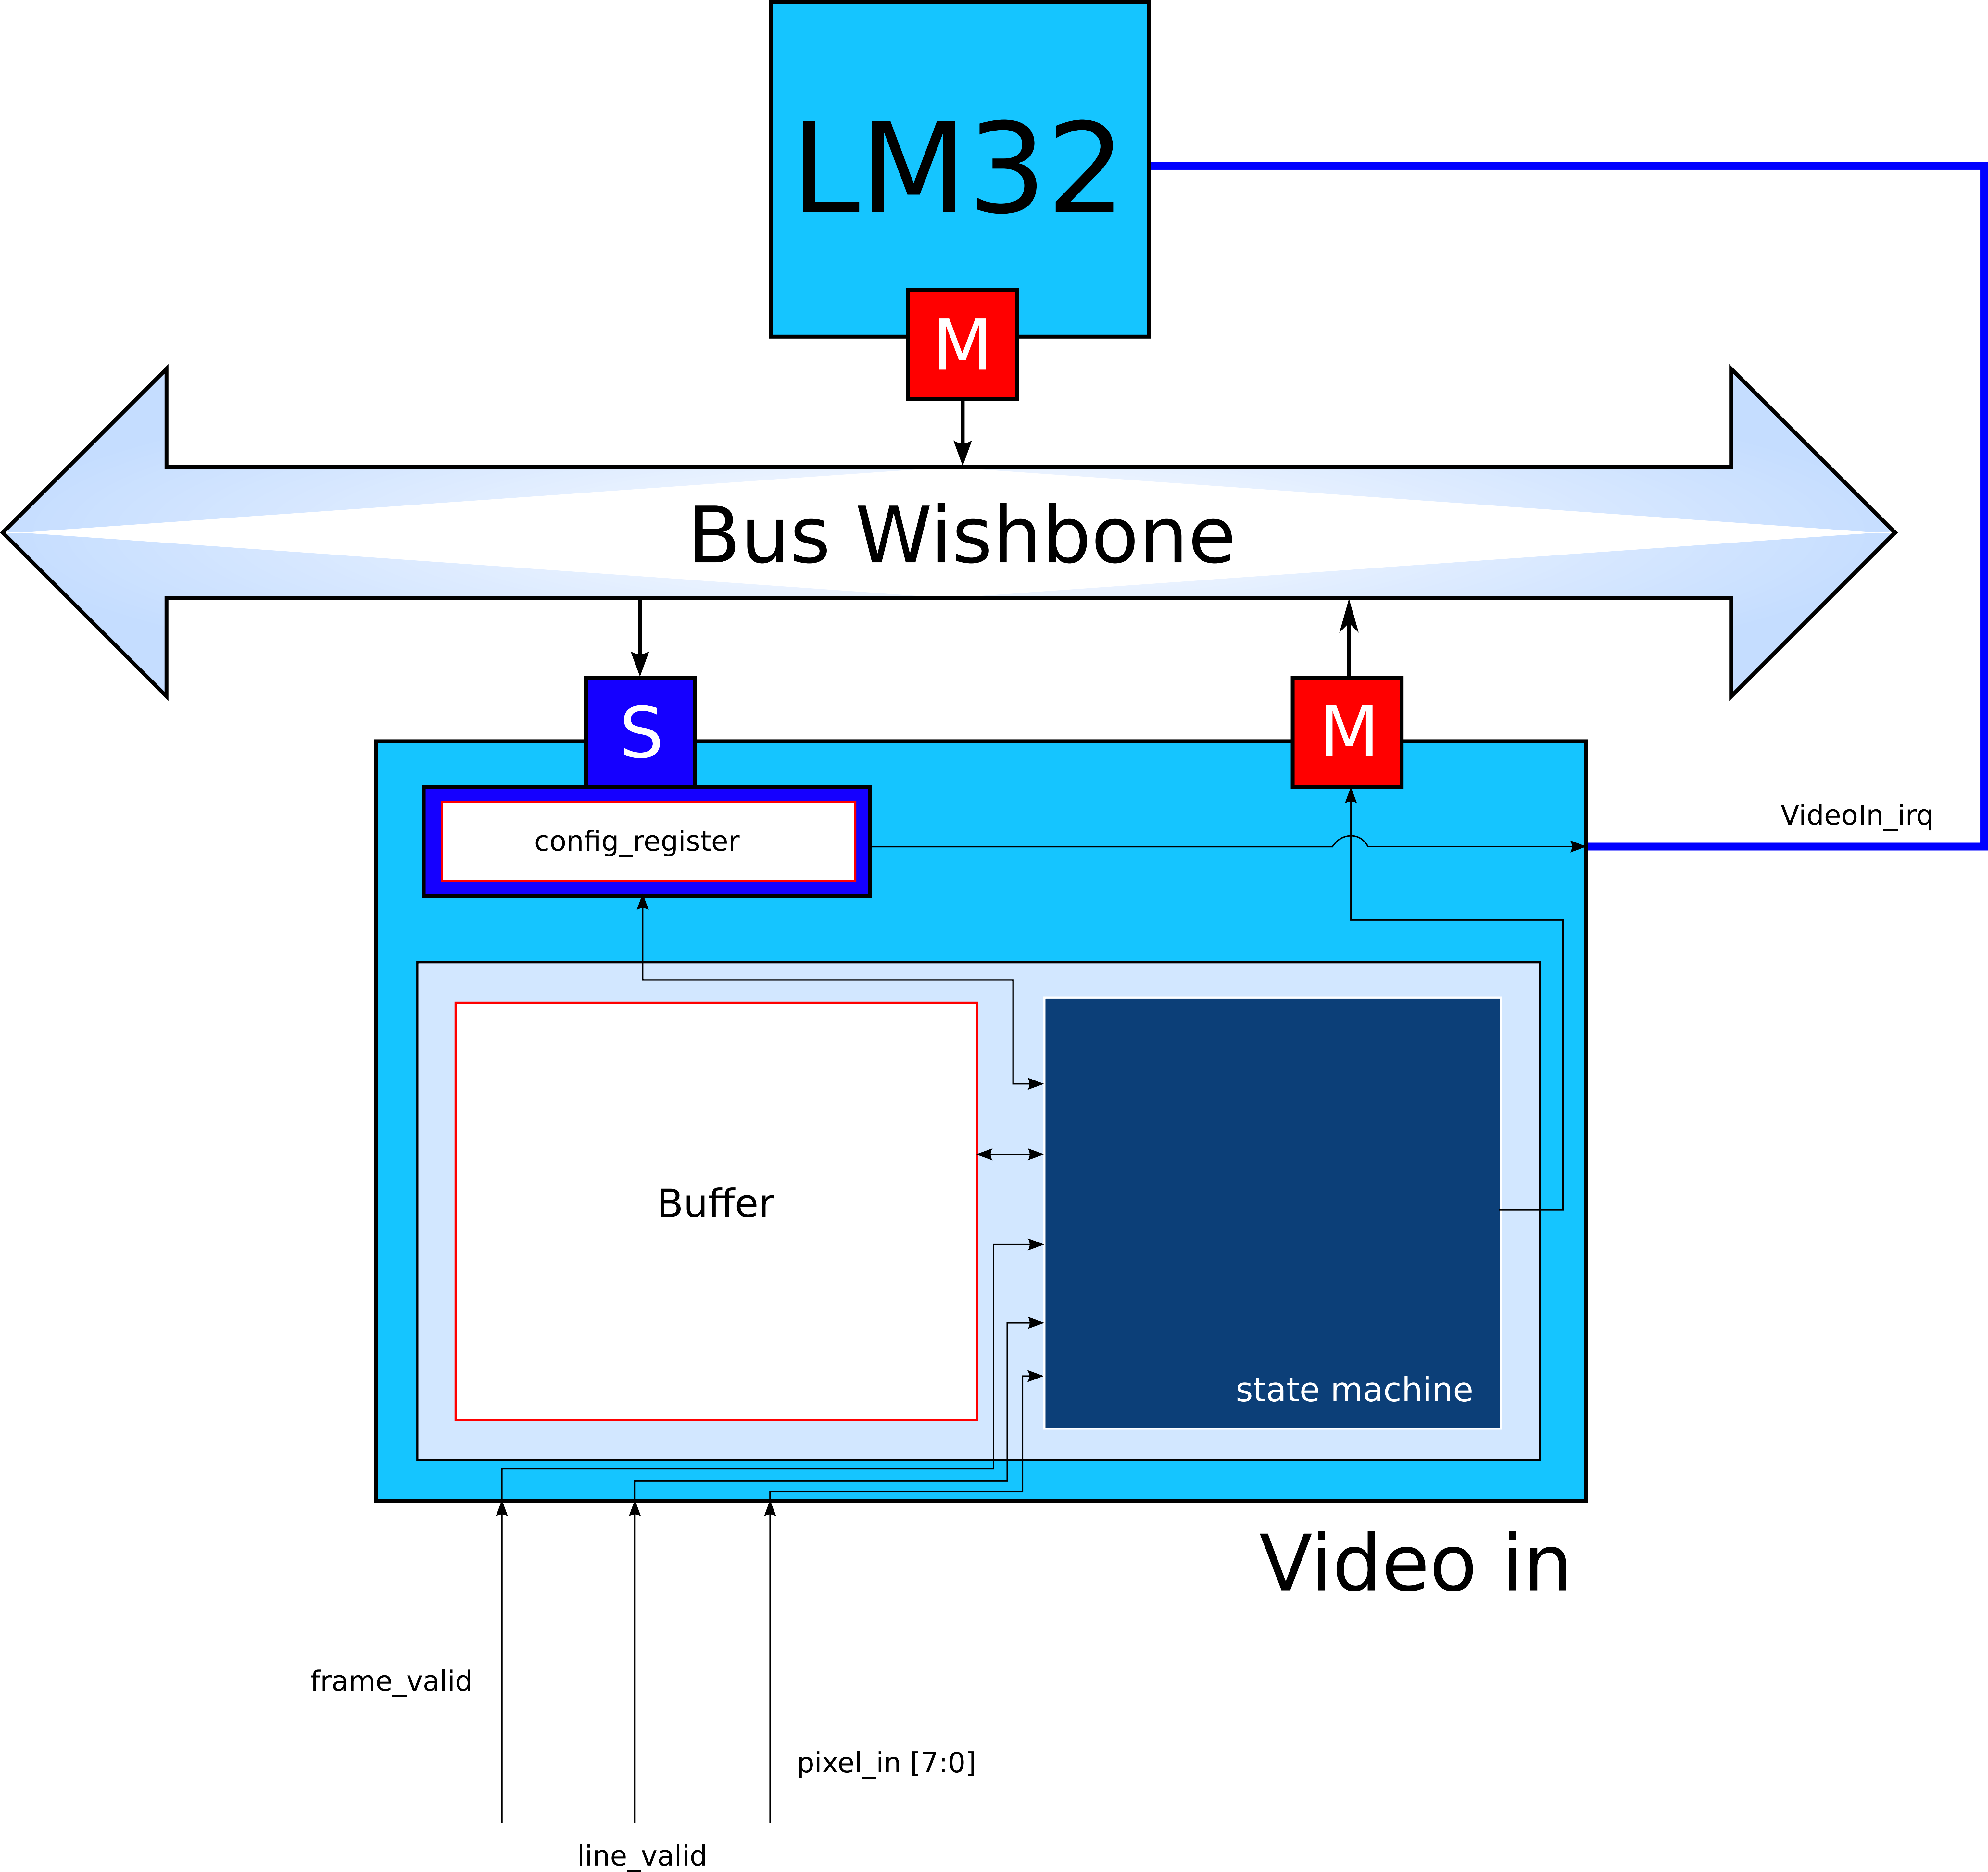 LM32
M
Bus Wishbone
S
M
config_register
VideoIn_irq
Buffer
state machine
Video in
frame_valid
pixel_in [7:0]
line_valid